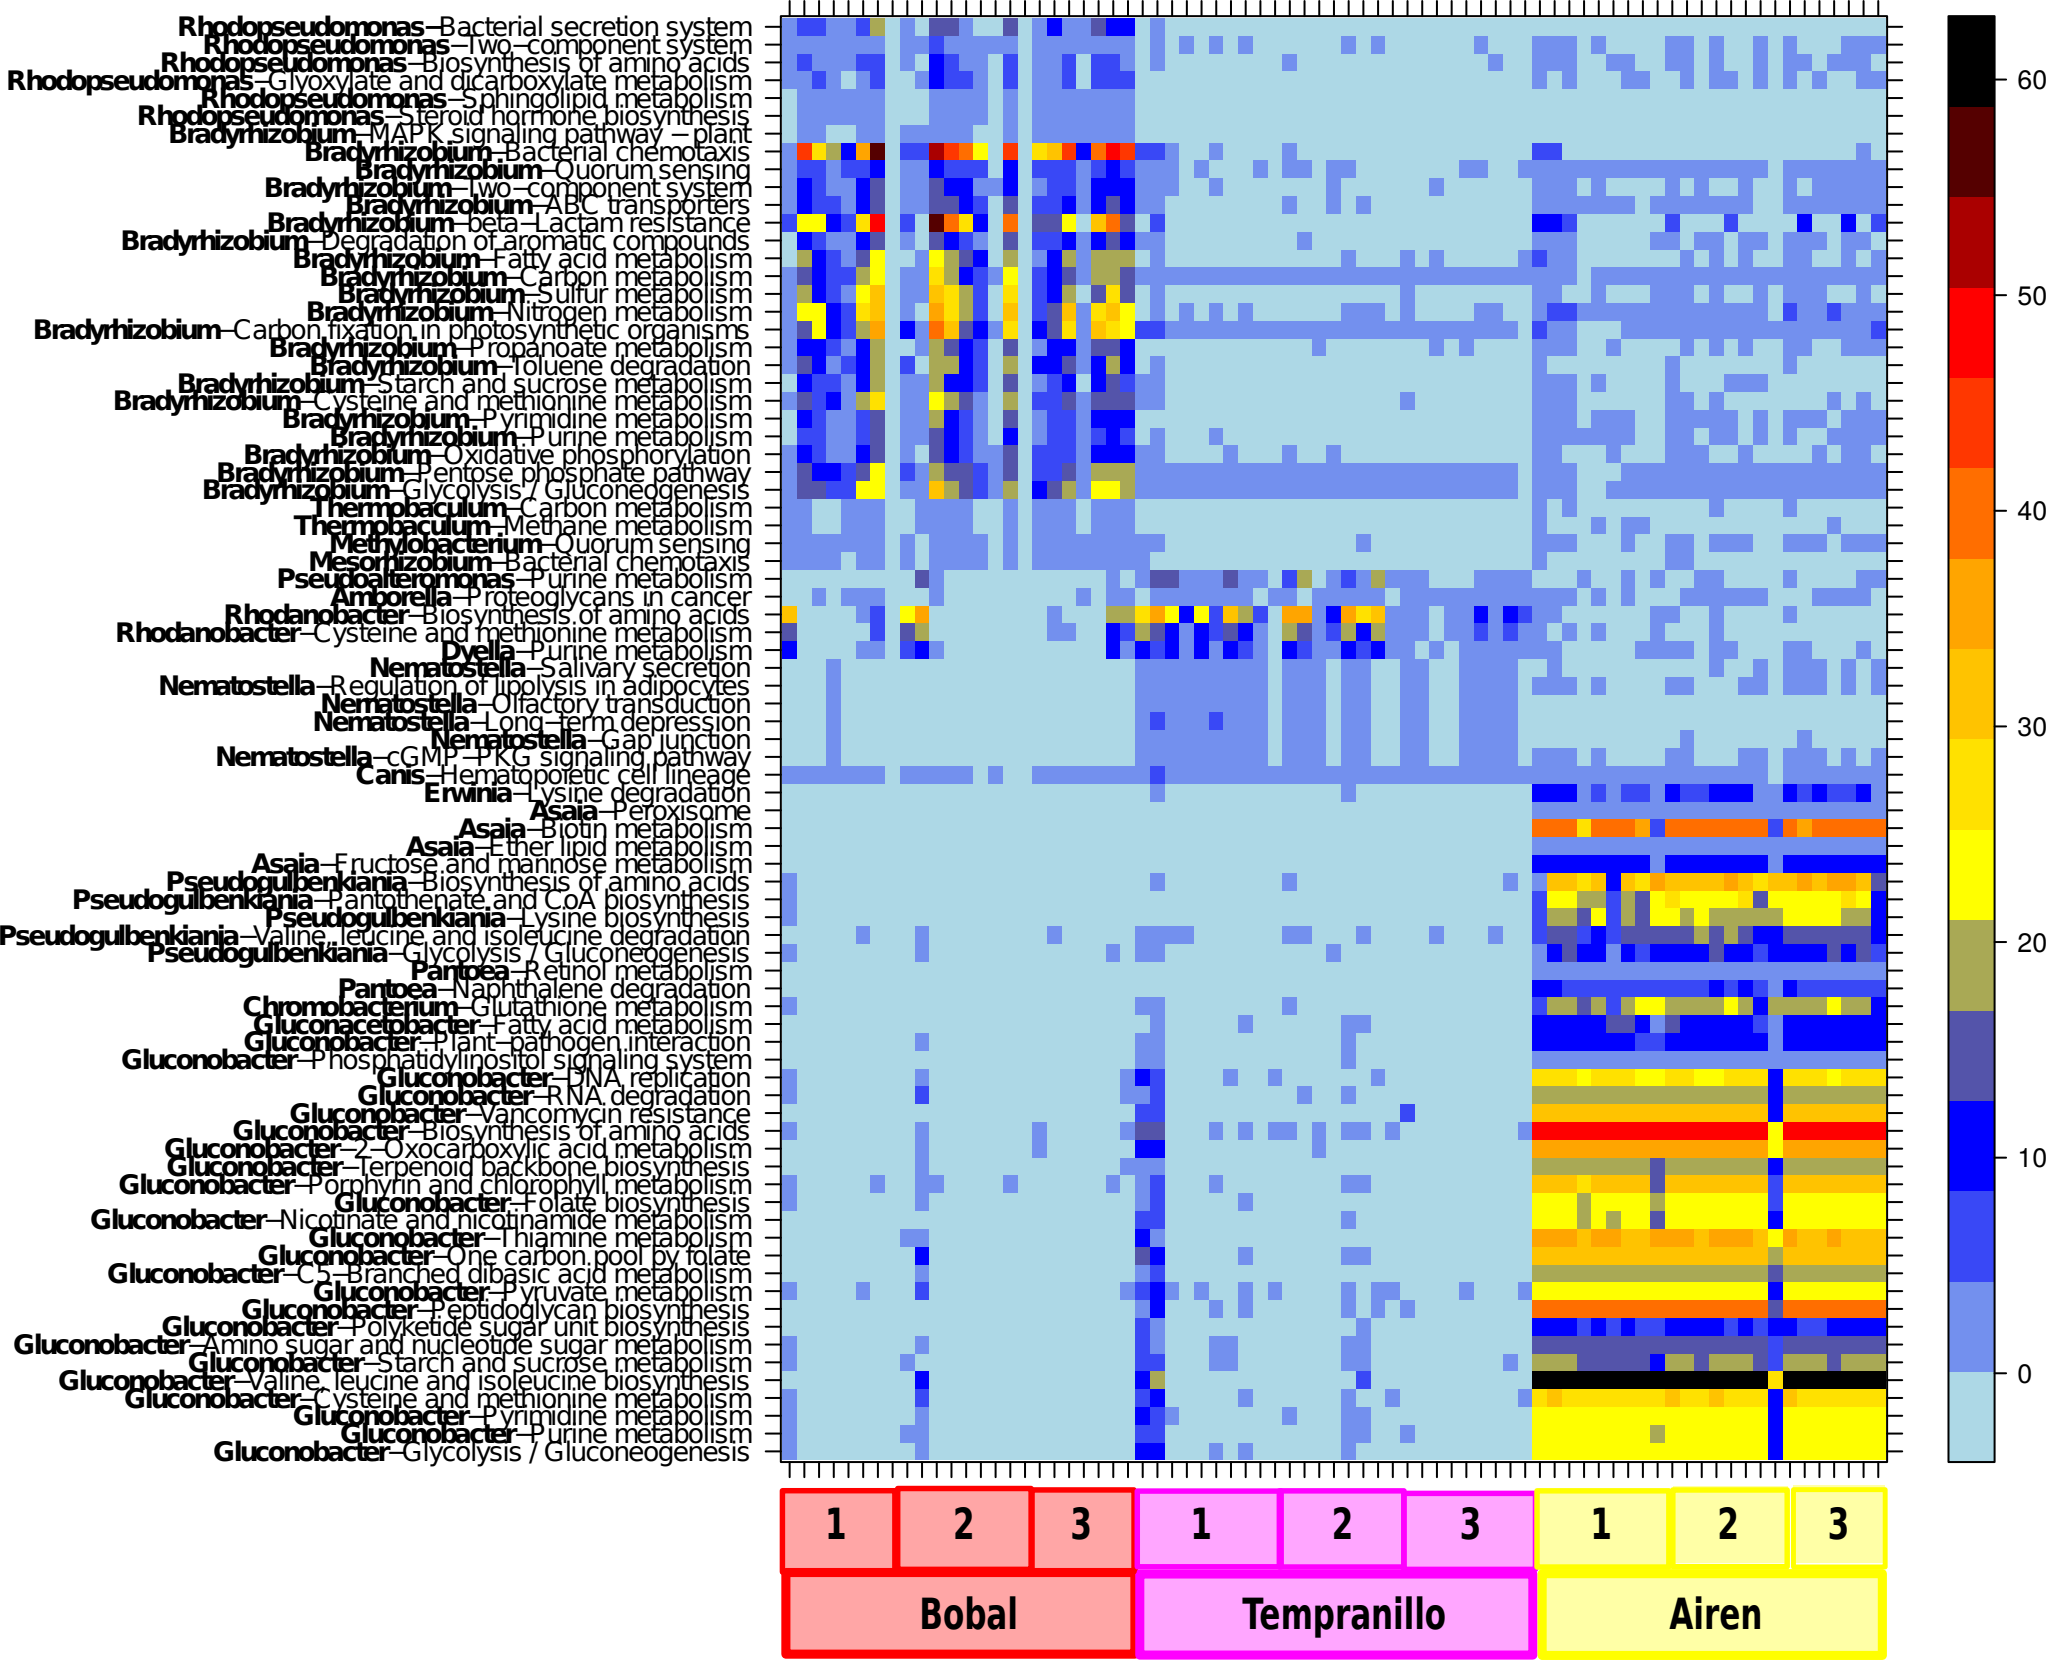 Rhodopseudomonas–Bacterial secretion system
Rhodopseudomonas–Two–component system
Rhodopseudomonas–Biosynthesis of amino acids
Rhodopseudomonas–Glyoxylate and dicarboxylate metabolism
Rhodopseudomonas–Sphingolipid metabolism
Rhodopseudomonas–Steroid hormone biosynthesis
Bradyrhizobium–MAPK signaling pathway – plant
Bradyrhizobium–Bacterial chemotaxis
Bradyrhizobium–Quorum sensing
Bradyrhizobium–Two–component system
Bradyrhizobium–ABC transporters
Bradyrhizobium–beta–Lactam resistance
Bradyrhizobium–Degradation of aromatic compounds
Bradyrhizobium–Fatty acid metabolism
Bradyrhizobium–Carbon metabolism
Bradyrhizobium–Sulfur metabolism
Bradyrhizobium–Nitrogen metabolism
Bradyrhizobium–Carbon fixation in photosynthetic organisms
Bradyrhizobium–Propanoate metabolism
Bradyrhizobium–Toluene degradation
Bradyrhizobium–Starch and sucrose metabolism
Bradyrhizobium–Cysteine and methionine metabolism
Bradyrhizobium–Pyrimidine metabolism
Bradyrhizobium–Purine metabolism
Bradyrhizobium–Oxidative phosphorylation
Bradyrhizobium–Pentose phosphate pathway
Bradyrhizobium–Glycolysis / Gluconeogenesis
Thermobaculum–Carbon metabolism
Thermobaculum–Methane metabolism
Methylobacterium–Quorum sensing
Mesorhizobium–Bacterial chemotaxis
Pseudoalteromonas–Purine metabolism
Amborella–Proteoglycans in cancer
Rhodanobacter–Biosynthesis of amino acids
Rhodanobacter–Cysteine and methionine metabolism
Dyella–Purine metabolism
Nematostella–Salivary secretion
Nematostella–Regulation of lipolysis in adipocytes
Nematostella–Olfactory transduction
Nematostella–Long–term depression
Nematostella–Gap junction
Nematostella–cGMP–PKG signaling pathway
Canis–Hematopoietic cell lineage
Erwinia–Lysine degradation
Asaia–Peroxisome
Asaia–Biotin metabolism
Asaia–Ether lipid metabolism
Asaia–Fructose and mannose metabolism
Pseudogulbenkiania–Biosynthesis of amino acids
Pseudogulbenkiania–Pantothenate and CoA biosynthesis
Pseudogulbenkiania–Lysine biosynthesis
Pseudogulbenkiania–Valine, leucine and isoleucine degradation
Pseudogulbenkiania–Glycolysis / Gluconeogenesis
Pantoea–Retinol metabolism
Pantoea–Naphthalene degradation
Chromobacterium–Glutathione metabolism
Gluconacetobacter–Fatty acid metabolism
Gluconobacter–Plant–pathogen interaction
Gluconobacter–Phosphatidylinositol signaling system
Gluconobacter–DNA replication
Gluconobacter–RNA degradation
Gluconobacter–Vancomycin resistance
Gluconobacter–Biosynthesis of amino acids
Gluconobacter–2–Oxocarboxylic acid metabolism
Gluconobacter–Terpenoid backbone biosynthesis
Gluconobacter–Porphyrin and chlorophyll metabolism
Gluconobacter–Folate biosynthesis
Gluconobacter–Nicotinate and nicotinamide metabolism
Gluconobacter–Thiamine metabolism
Gluconobacter–One carbon pool by folate
Gluconobacter–C5–Branched dibasic acid metabolism
Gluconobacter–Pyruvate metabolism
Gluconobacter–Peptidoglycan biosynthesis
Gluconobacter–Polyketide sugar unit biosynthesis
Gluconobacter–Amino sugar and nucleotide sugar metabolism
Gluconobacter–Starch and sucrose metabolism
Gluconobacter–Valine, leucine and isoleucine biosynthesis
Gluconobacter–Cysteine and methionine metabolism
Gluconobacter–Pyrimidine metabolism
Gluconobacter–Purine metabolism
Gluconobacter–Glycolysis / Gluconeogenesis
60
50
40
30
20
10
0
1 2 3 1 2 3 1 2 3
Bobal Tempranillo Airen